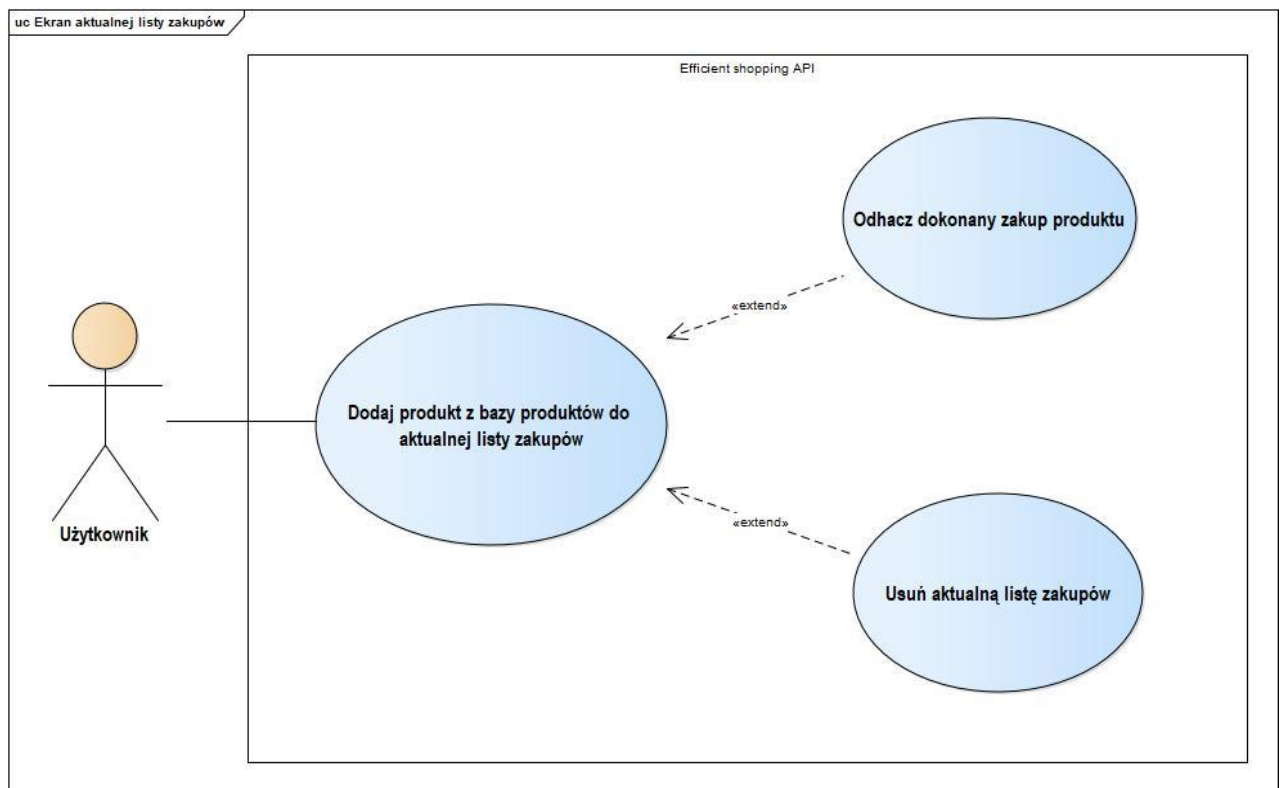 uc Ekran aktualnej listy zakupów
Efficient shopping API
Odhacz dokonany zakup produktu
«extend»
Dodaj produkt z bazy produktów do
aktualnej listy zakupów
«extend»
Użytkownik
Usuń aktualną listę zakupów